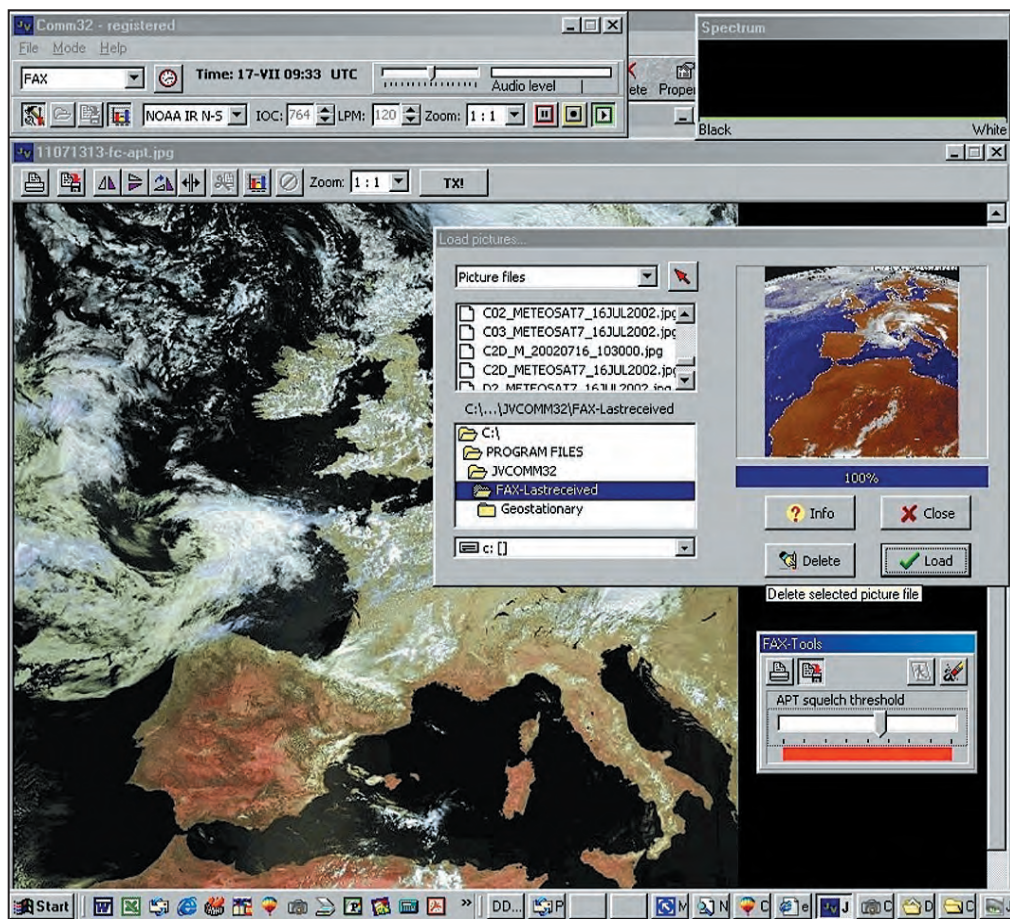 Comm32 - registered
File Mode Help
FAX
Time: 17-VII 09:33 UTC
Audio level
NOAA IR N-S IOC: 764 LPM: 120 Zoom: 1 : 1
Spectrum
Black White
11071313-fc-apt.jpg
Zoom: 1 : 1 TX!
Load pictures...
Picture files
C02_METEOSAT7_16JUL2002.jpg
C03_METEOSAT7_16JUL2002.jpg
C2D_M_20020716_103000.jpg
C2D_METEOSAT7_16JUL2002.jpg
D2_METEOSAT7_16JUL2002.jpg
C:\...\JVCOMM32\FAX-Lastreceived
C:\
PROGRAM FILES
JVCOMM32
FAX-Lastreceived
Geostationary
c: []
100%
Info Close
Delete Load
Delete selected picture file
FAX-Tools
APT squelch threshold
Start DD... P M N C e J C D C